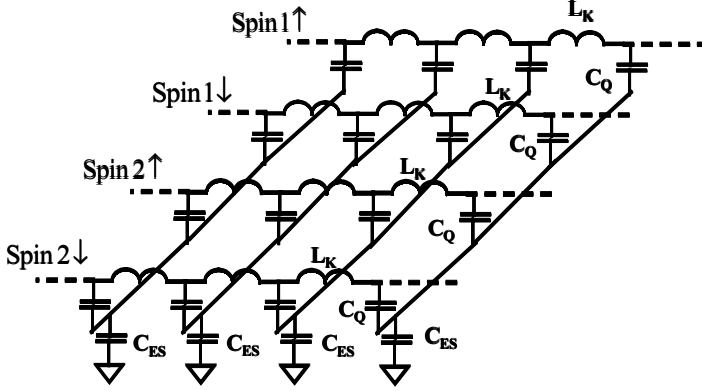 L_K
Spin 1↑
C_Q
Spin 1↓
L_K
C_Q
Spin 2↑
L_K
C_Q
Spin 2↓
L_K
C_Q
C_ES C_ES C_ES C_ES